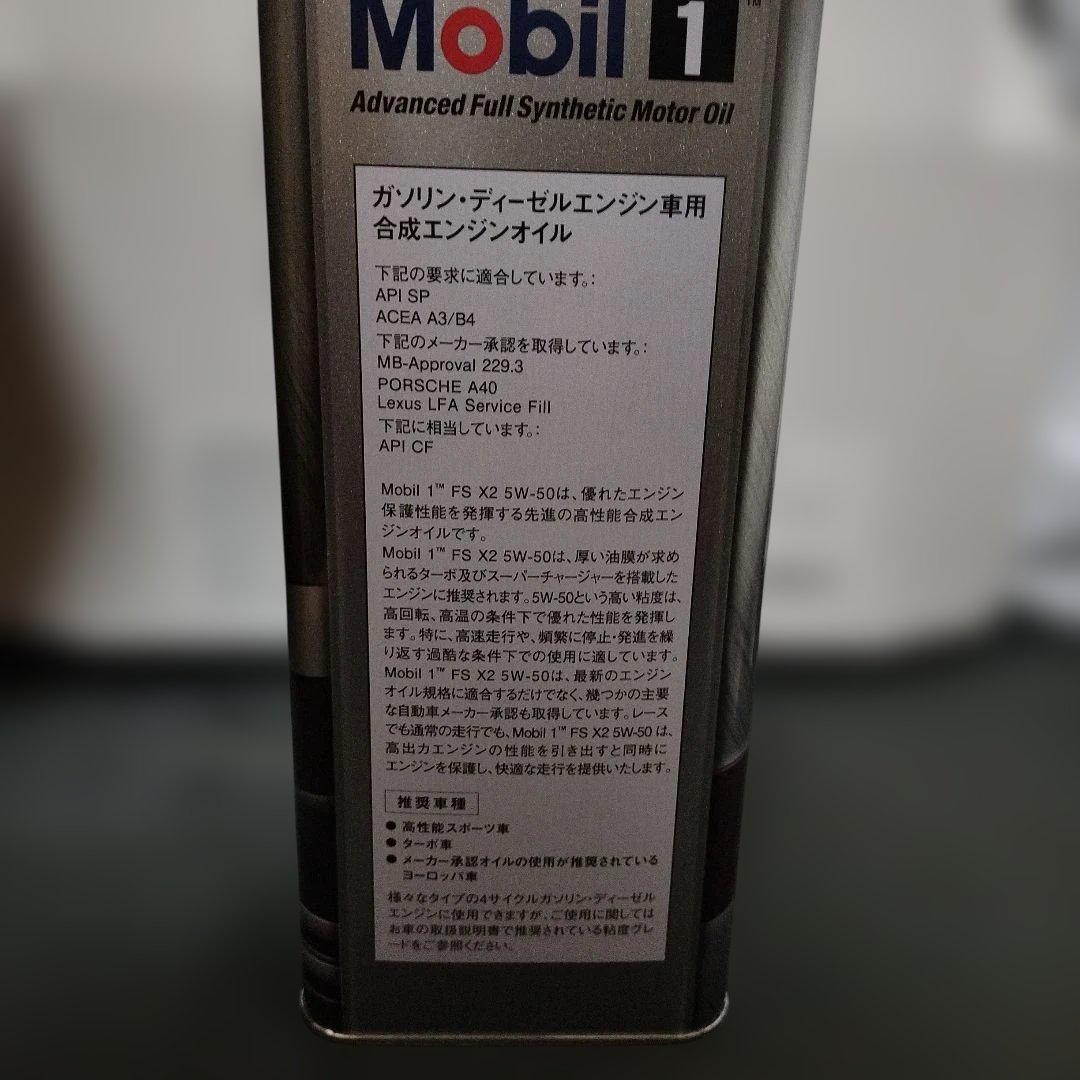 Mobil 1™
Advanced Full Synthetic Motor Oil
ガソリン・ディーゼルエンジン車用
合成エンジンオイル
下記の要求に適合しています。:
API SP
ACEA A3/B4
下記のメーカー承認を取得しています。:
MB-Approval 229.3
PORSCHE A40
Lexus LFA Service Fill
下記に相当しています。:
API CF
Mobil 1™ FS X2 5W-50は、優れたエンジン
保護性能を発揮する先進の高性能合成エン
ジンオイルです。
Mobil 1™ FS X2 5W-50は、厚い油膜が求め
られるターボ及びスーパーチャージャーを搭載した
エンジンに推奨されます。5W-50という高い粘度は、
高回転、高温の条件下で優れた性能を発揮し
ます。特に、高速走行や、頻繁に停止・発進を繰
り返す過酷な条件下での使用に適しています。
Mobil 1™ FS X2 5W-50は、最新のエンジン
オイル規格に適合するだけでなく、幾つかの主要
な自動車メーカー承認も取得しています。レース
でも通常の走行でも、Mobil 1™ FS X2 5W-50 は、
高出力エンジンの性能を引き出すと同時に
エンジンを保護し、快適な走行を提供いたします。
推奨車種
● 高性能スポーツ車
● ターボ車
● メーカー承認オイルの使用が推奨されている
ヨーロッパ車
様々なタイプの4サイクルガソリン・ディーゼル
エンジンに使用できますが、ご使用に関しては
お車の取扱説明書で推奨されている粘度グレ
ードをご参照ください。